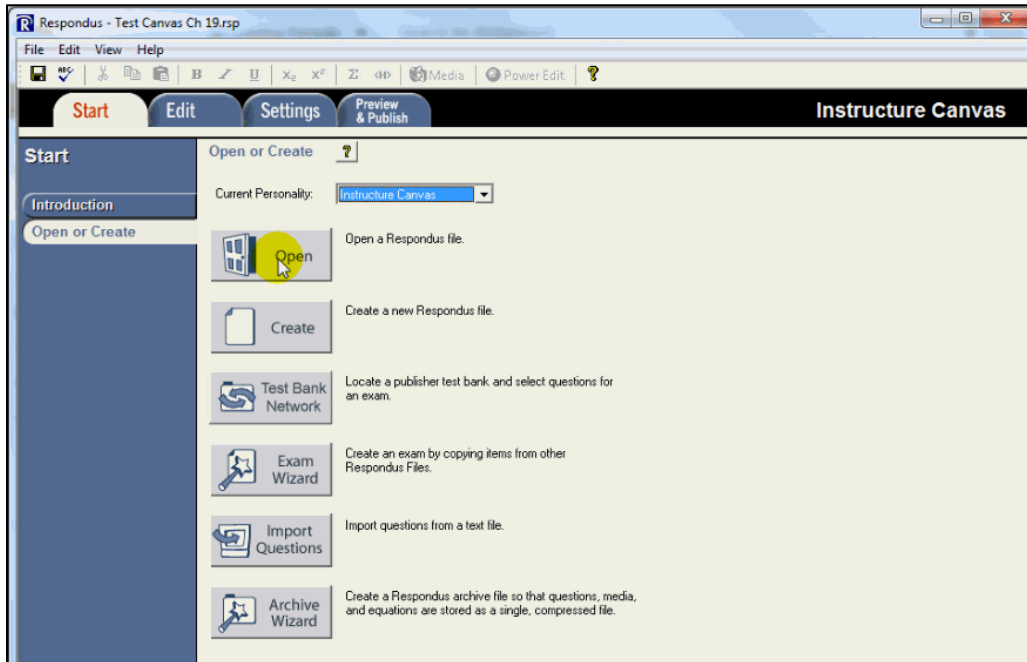 Respondus - Test Canvas Ch 19.rsp
File Edit View Help
ABC B I U X₂ X² Σ Media Power Edit ?
Start Edit Settings Preview & Publish Instructure Canvas
Start
Introduction
Open or Create
Open or Create ?
Current Personality: Instructure Canvas
Open
Open a Respondus file.
Create
Create a new Respondus file.
Test Bank
Network
Locate a publisher test bank and select questions for
an exam.
Exam
Wizard
Create an exam by copying items from other
Respondus Files.
Import
Questions
Import questions from a text file.
Archive
Wizard
Create a Respondus archive file so that questions, media,
and equations are stored as a single, compressed file.